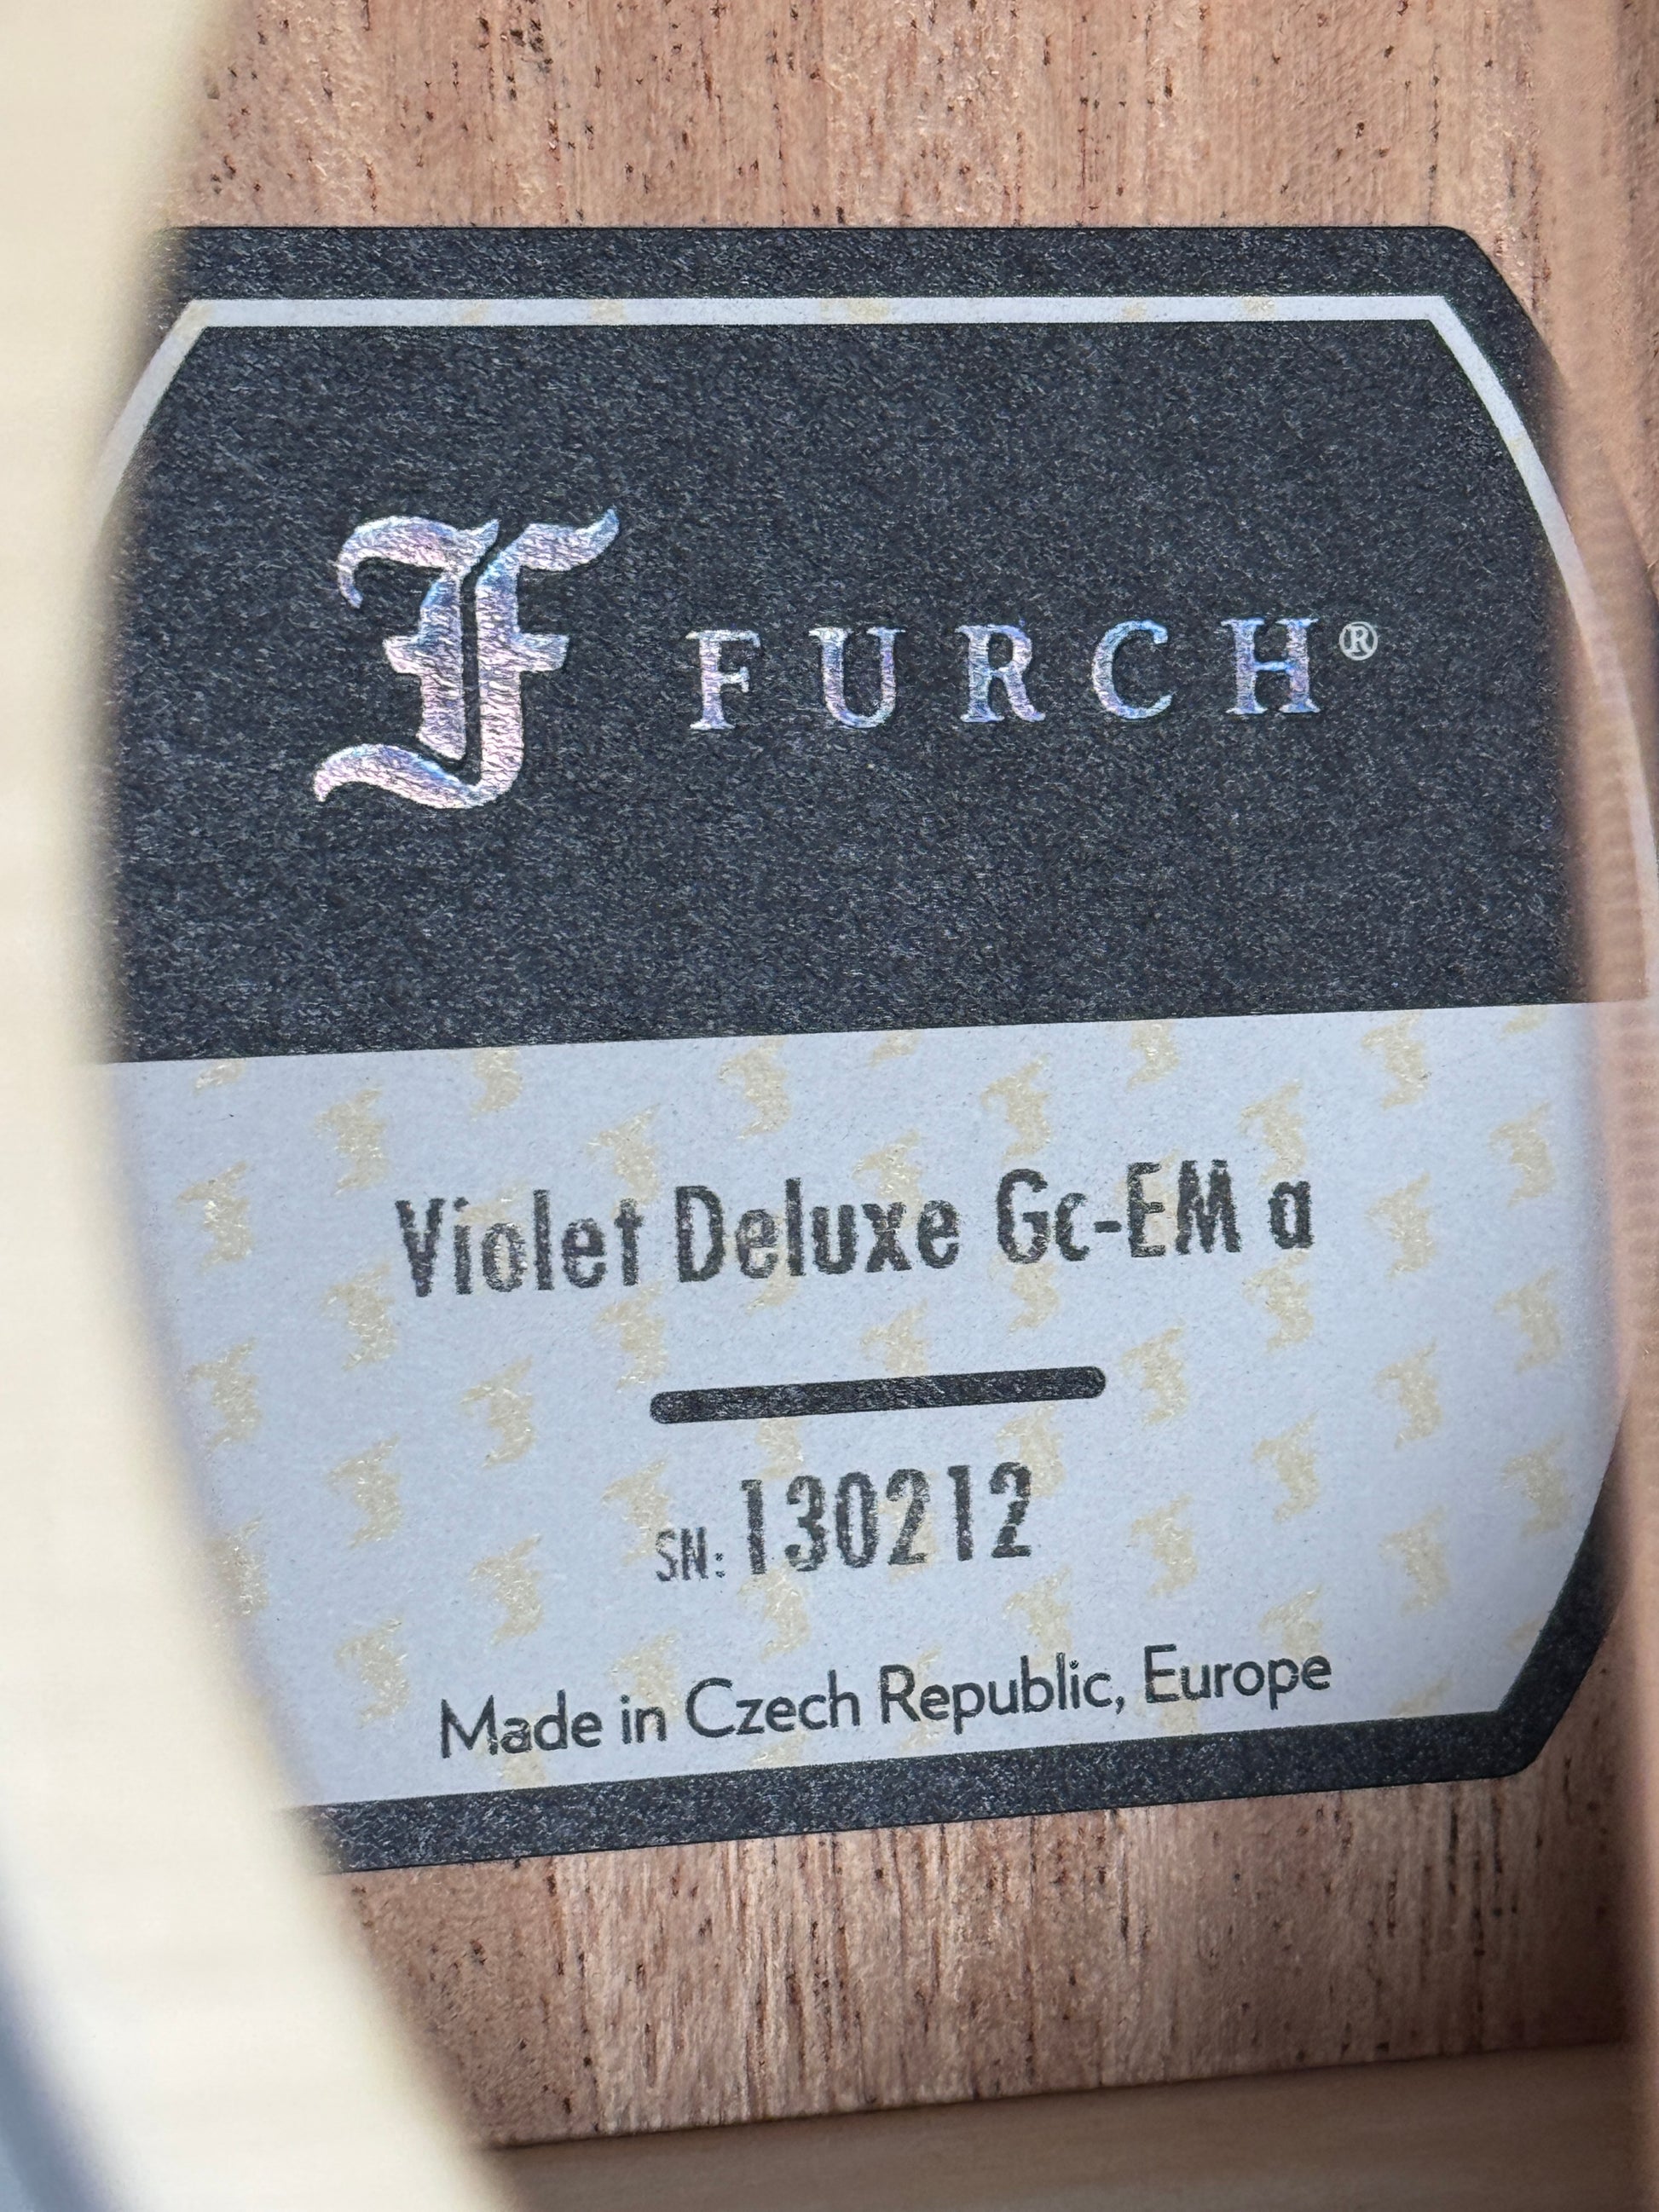 F FURCH®
Violet Deluxe Gc-EM a
SN: 130212
Made in Czech Republic, Europe